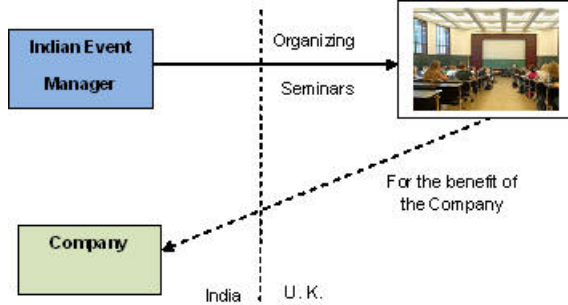 Indian Event
Manager
Organizing
Seminars
For the benefit of
the Company
Company
India
U. K.